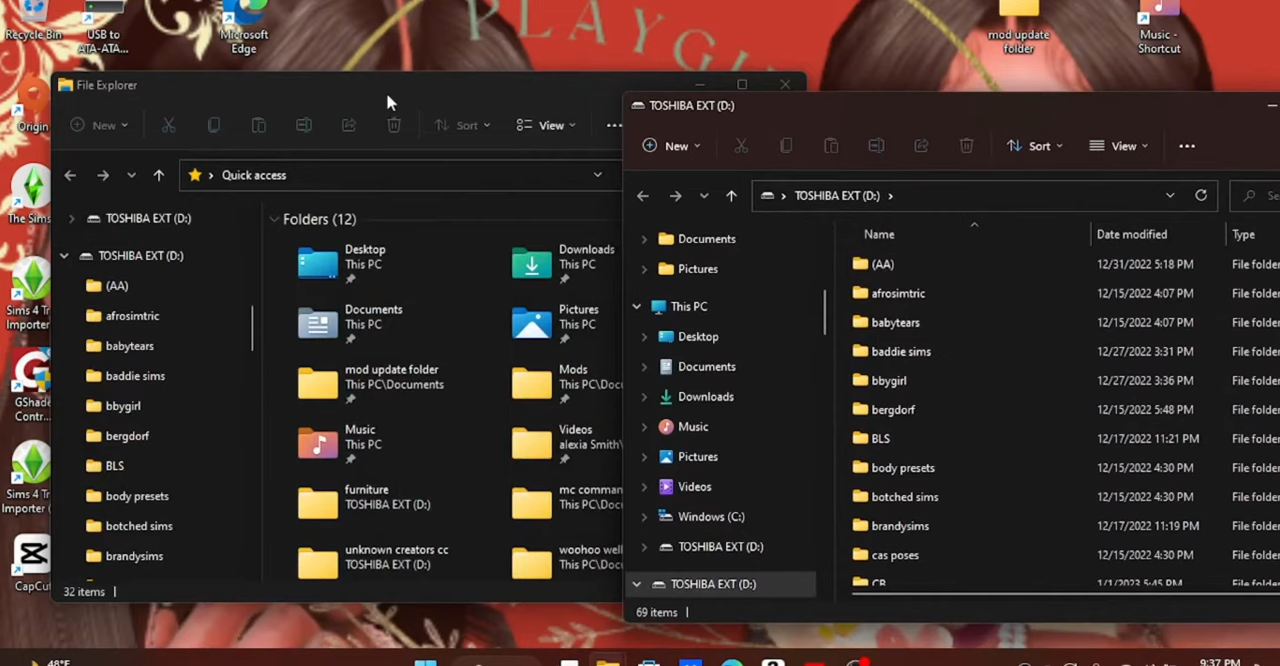 PLAYGI
Recycle Bin
USB to
ATA-ATA...
Microsoft
Edge
mod update
folder
Music -
Shortcut
Origin
The Sims
Sims 4 Tr
Importer
GShade
Contr...
Sims 4 Tr
Importer (
CapCut
File Explorer
New
Sort
View
Quick access
TOSHIBA EXT (D:)
TOSHIBA EXT (D:)
(AA)
afrosimtric
babytears
baddie sims
bbygirl
bergdorf
BLS
body presets
botched sims
brandysims
Folders (12)
Desktop
This PC
Downloads
This PC
Documents
This PC
Pictures
This PC
mod update folder
This PC\Documents
Mods
This PC\Docu
Music
This PC
Videos
alexia Smith\
furniture
TOSHIBA EXT (D:)
mc comman
This PC\Docu
unknown creators cc
TOSHIBA EXT (D:)
woohoo well
This PC\Docu
32 items
TOSHIBA EXT (D:)
New
Sort
View
TOSHIBA EXT (D:)
Se
Documents
Pictures
This PC
Desktop
Documents
Downloads
Music
Pictures
Videos
Windows (C:)
TOSHIBA EXT (D:)
TOSHIBA EXT (D:)
Name Date modified Type
(AA) 12/31/2022 5:18 PM File folder
afrosimtric 12/15/2022 4:07 PM File folder
babytears 12/15/2022 4:07 PM File folder
baddie sims 12/27/2022 3:31 PM File folder
bbygirl 12/27/2022 3:36 PM File folder
bergdorf 12/15/2022 5:48 PM File folder
BLS 12/17/2022 11:21 PM File folder
body presets 12/15/2022 4:30 PM File folder
botched sims 12/15/2022 4:30 PM File folder
brandysims 12/17/2022 11:19 PM File folder
cas poses 12/15/2022 4:30 PM File folder
CB 1/1/2023 5:45 PM File folder
69 items
48°F
9:37 PM